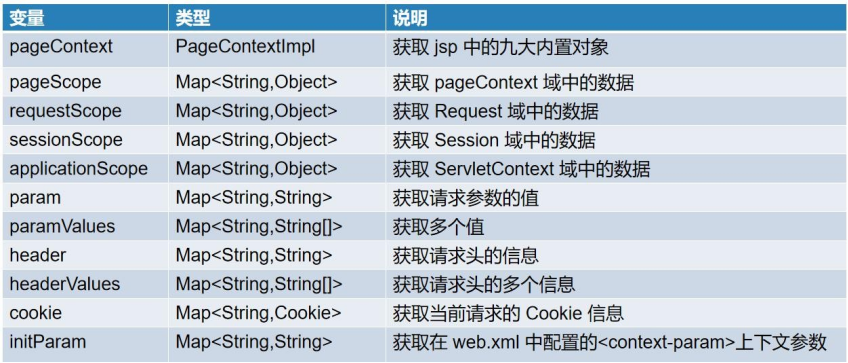 变量 类型 说明
pageContext PageContextImpl 获取 jsp 中的九大内置对象
pageScope Map<String,Object> 获取 pageContext 域中的数据
requestScope Map<String,Object> 获取 Request 域中的数据
sessionScope Map<String,Object> 获取 Session 域中的数据
applicationScope Map<String,Object> 获取 ServletContext 域中的数据
param Map<String,String> 获取请求参数的值
paramValues Map<String,String[]> 获取多个值
header Map<String,String> 获取请求头的信息
headerValues Map<String,String[]> 获取请求头的多个信息
cookie Map<String,Cookie> 获取当前请求的 Cookie 信息
initParam Map<String,String> 获取在 web.xml 中配置的<context-param>上下文参数